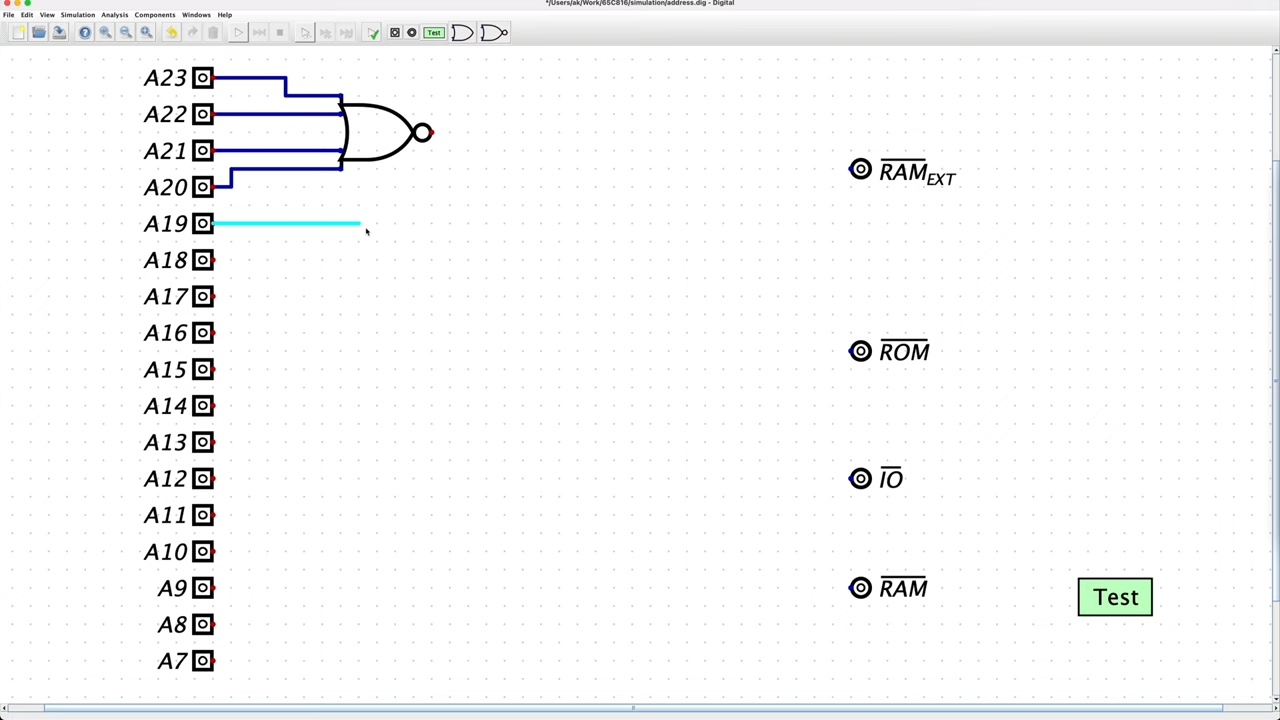 */Users/ak/Work/65C816/simulation/address.dig - Digital
File Edit View Simulation Analysis Components Windows Help
Test
A23
A22
A21
A20
A19
A18
A17
A16
A15
A14
A13
A12
A11
A10
A9
A8
A7
RAM EXT
ROM
IO
RAM
Test